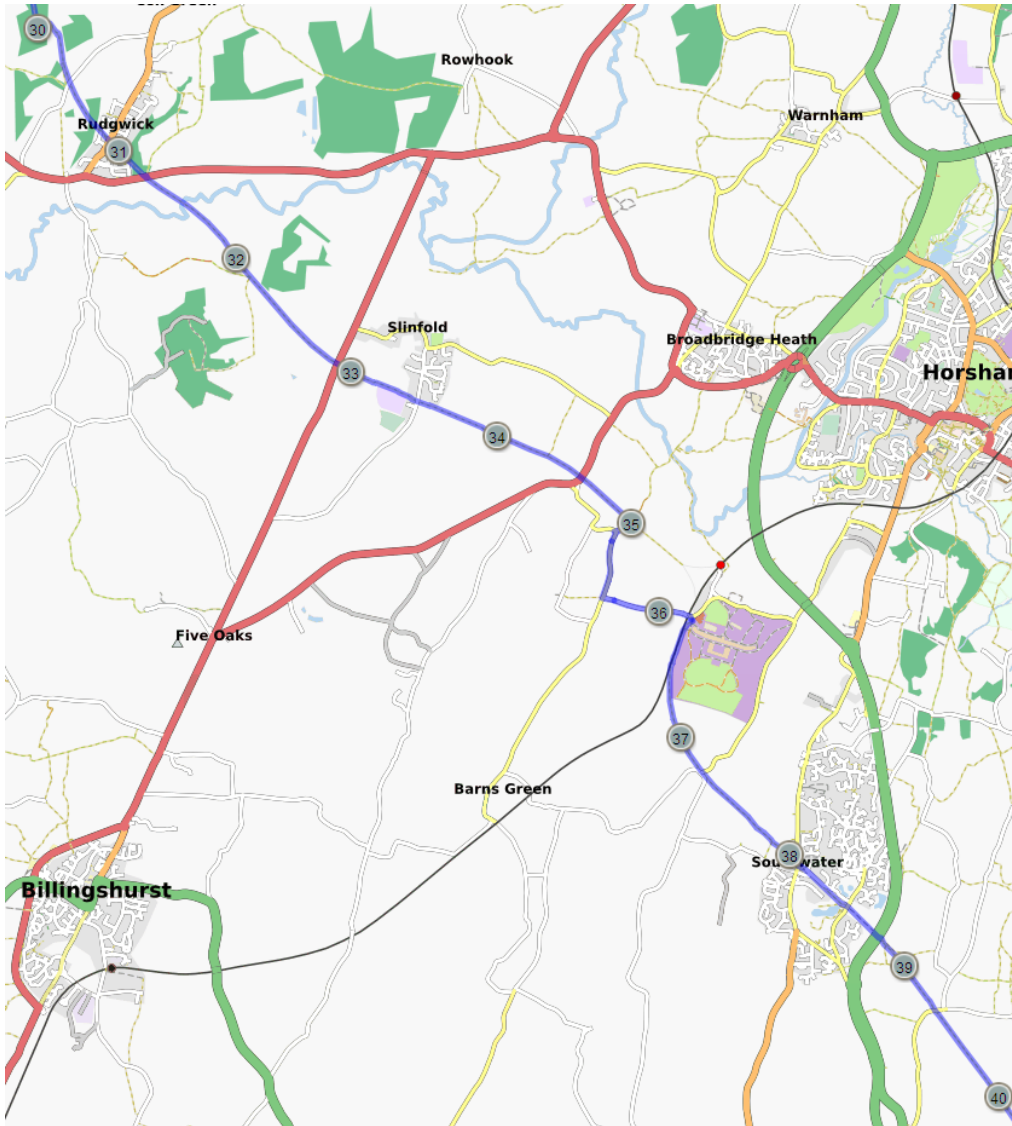 30
Rowhook
Warnham
Rudgwick
31
32
Slinfold
Broadbridge Heath
33
Horsham
34
35
36
Five Oaks
37
Barns Green
38
Southwater
Billingshurst
39
40